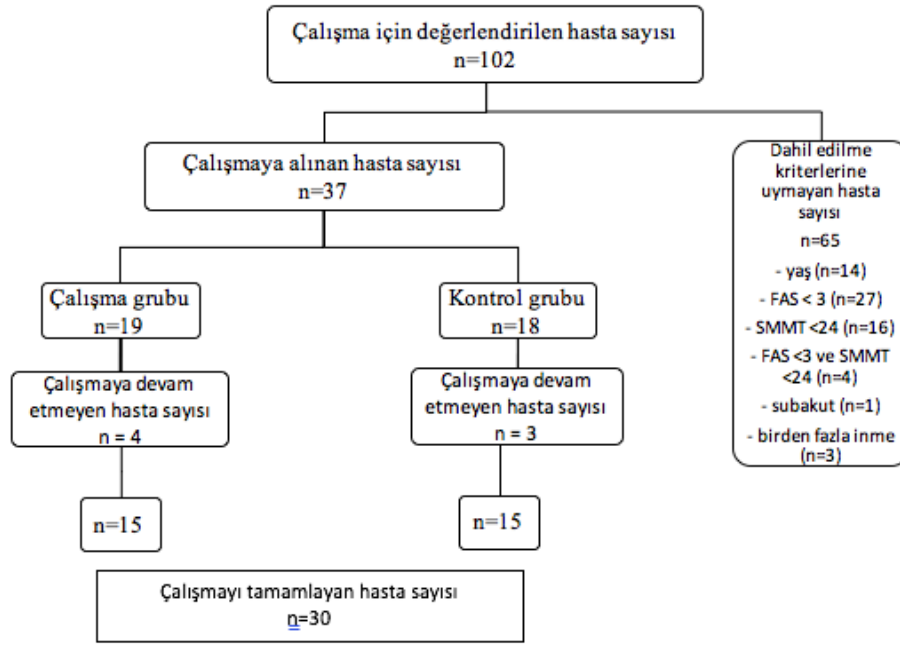 Çalışma için değerlendirilen hasta sayısı
n=102
Çalışmaya alınan hasta sayısı
n=37
Dahil edilme
kriterlerine
uymayan hasta
sayısı
n=65
- yaş (n=14)
- FAS < 3 (n=27)
- SMMT <24 (n=16)
- FAS <3 ve SMMT
<24 (n=4)
- subakut (n=1)
- birden fazla inme
(n=3)
Çalışma grubu
n=19
Kontrol grubu
n=18
Çalışmaya devam
etmeyen hasta sayısı
n = 4
Çalışmaya devam
etmeyen hasta sayısı
n = 3
n=15
n=15
Çalışmayı tamamlayan hasta sayısı
n=30